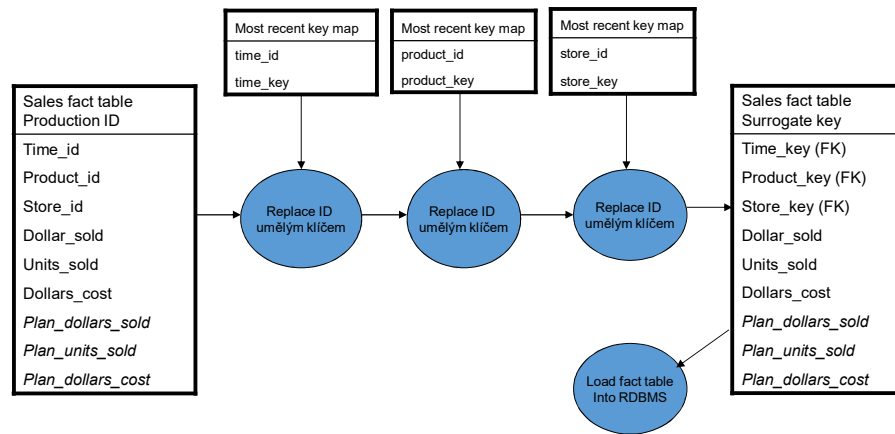 Most recent key map
time_id
time_key
Most recent key map
product_id
product_key
Most recent key map
store_id
store_key
Sales fact table
Production ID
Time_id
Product_id
Store_id
Dollar_sold
Units_sold
Dollars_cost
Plan_dollars_sold
Plan_units_sold
Plan_dollars_cost
Replace ID
umělým klíčem
Replace ID
umělým klíčem
Replace ID
umělým klíčem
Sales fact table
Surrogate key
Time_key (FK)
Product_key (FK)
Store_key (FK)
Dollar_sold
Units_sold
Dollars_cost
Plan_dollars_sold
Plan_units_sold
Plan_dollars_cost
Load fact table
Into RDBMS